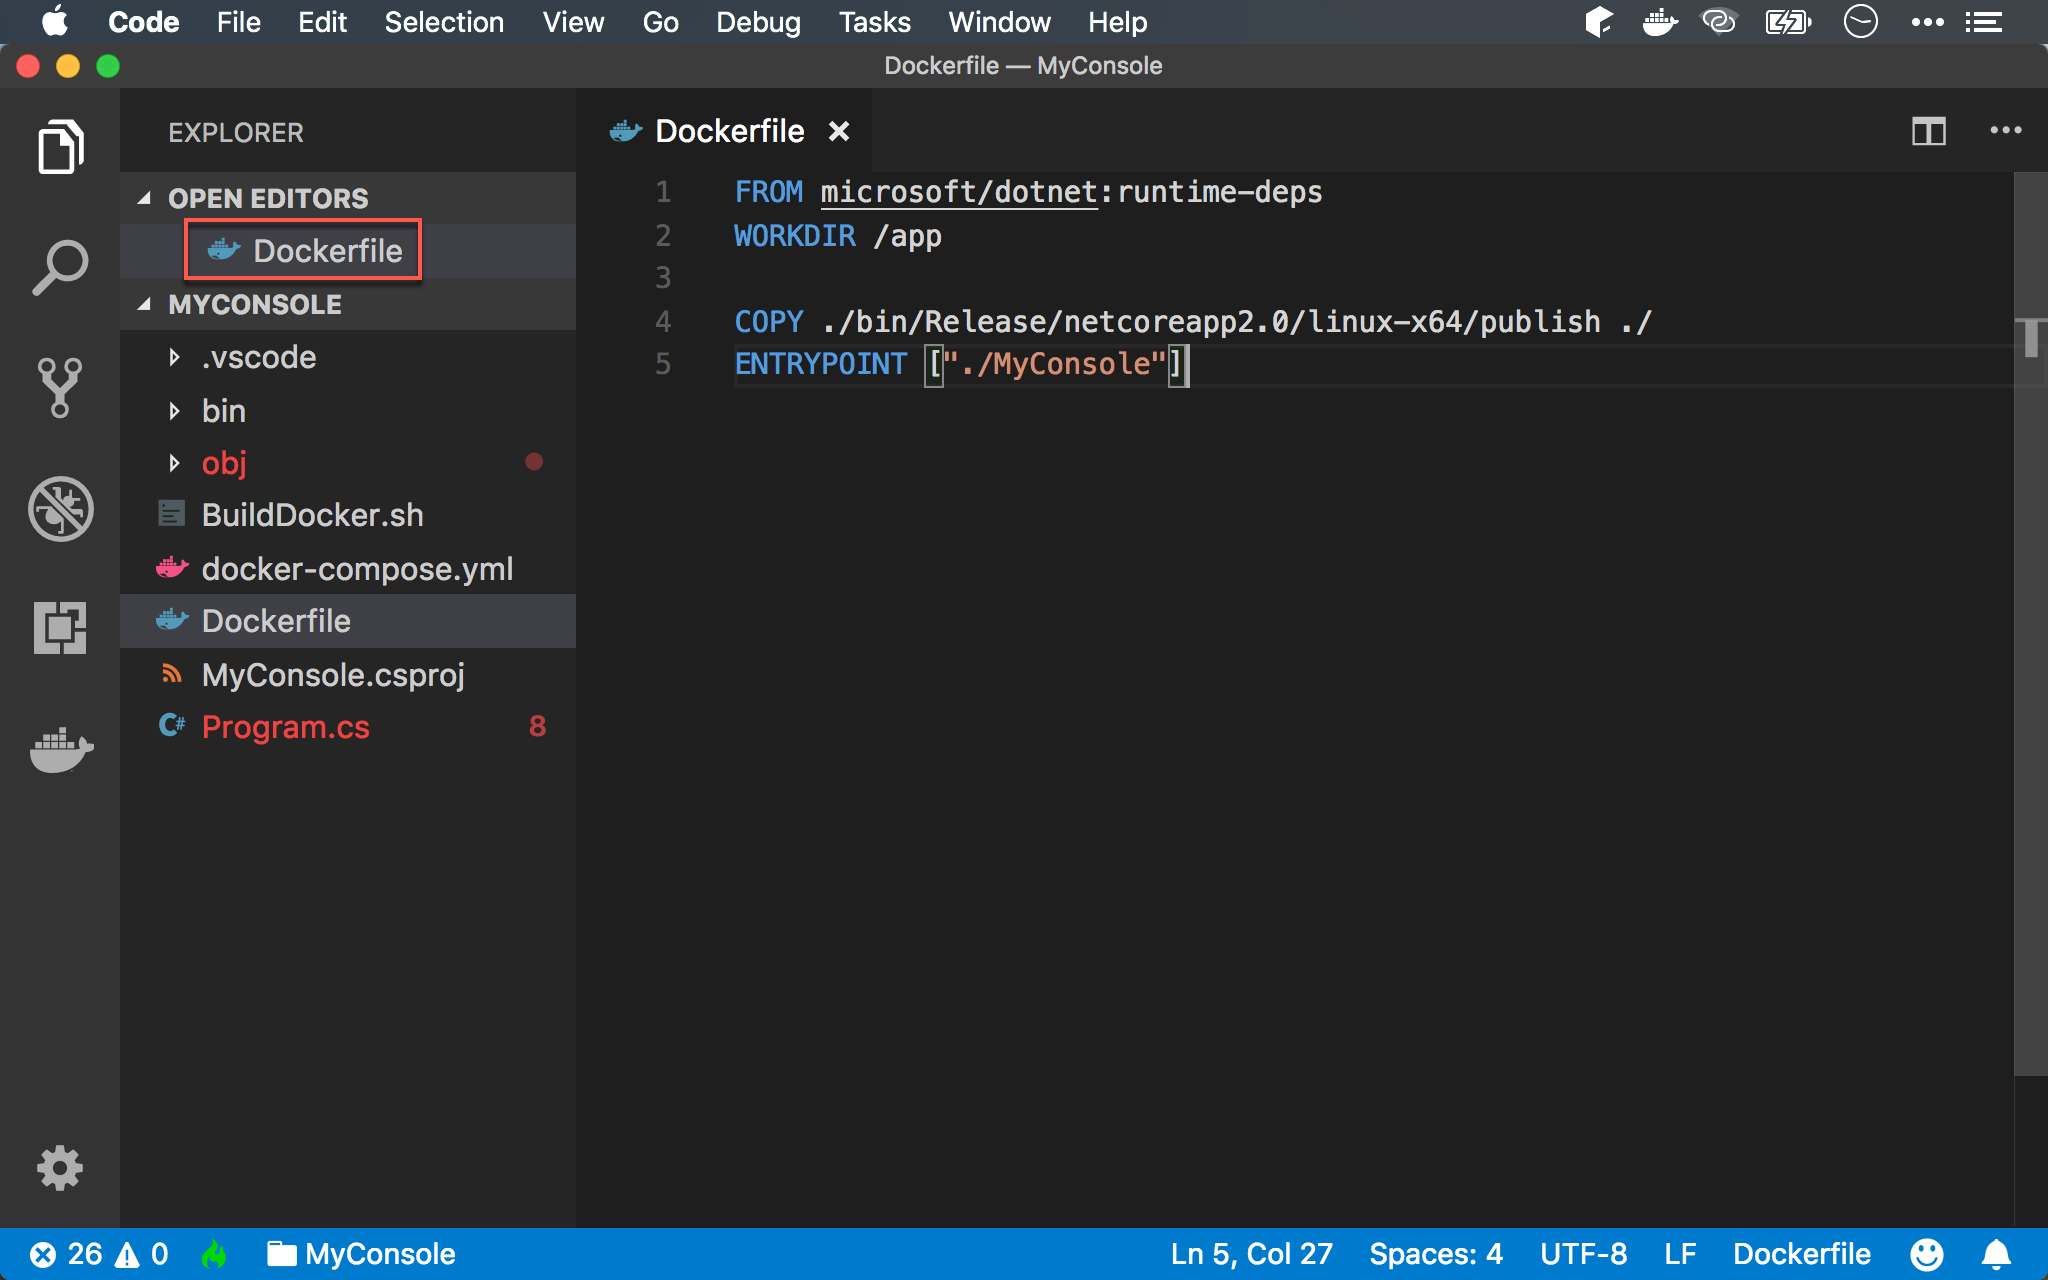 Code File Edit Selection View Go Debug Tasks Window Help
Dockerfile — MyConsole
EXPLORER
OPEN EDITORS
Dockerfile
MYCONSOLE
.vscode
bin
obj
BuildDocker.sh
docker-compose.yml
Dockerfile
MyConsole.csproj
C# Program.cs 8
Dockerfile
1 FROM microsoft/dotnet:runtime-deps
2 WORKDIR /app
3
4 COPY ./bin/Release/netcoreapp2.0/linux-x64/publish ./
5 ENTRYPOINT ["./MyConsole"]
26 0 MyConsole Ln 5, Col 27 Spaces: 4 UTF-8 LF Dockerfile